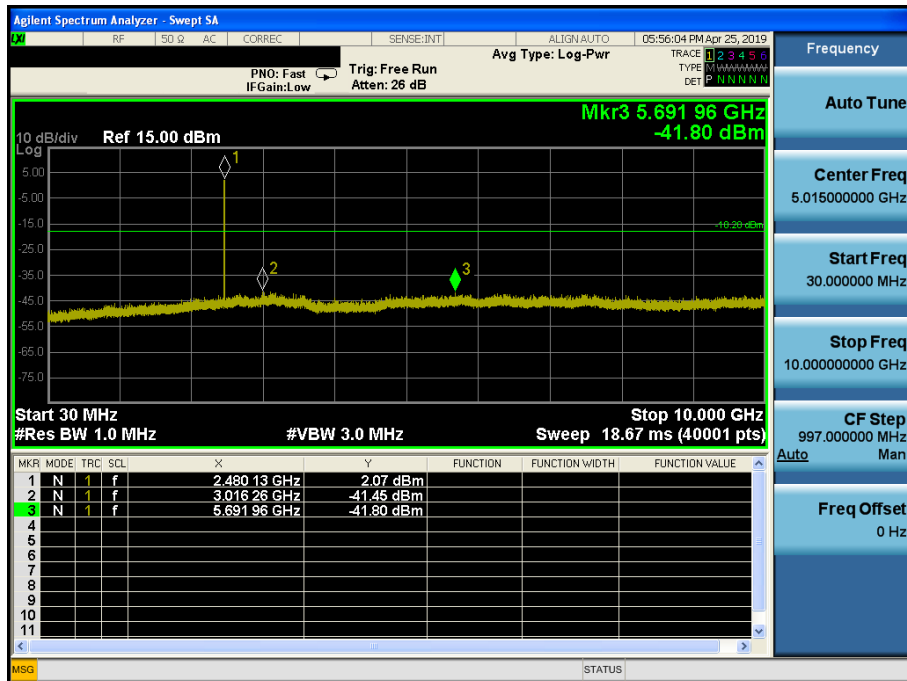 Agilent Spectrum Analyzer - Swept SA
LXI RF 50 Ω AC CORREC SENSE:INT ALIGN AUTO 05:56:04 PM Apr 25, 2019
Frequency
PNO: Fast Trig: Free Run Avg Type: Log-Pwr TRACE 1 2 3 4 5 6
IFGain:Low Atten: 26 dB TYPE M WWWWW
DET P N N N N N
Auto Tune
Mkr3 5.691 96 GHz
-41.80 dBm
10 dB/div Ref 15.00 dBm
Log
5.00
-5.00
-15.0
-25.0
-35.0
-45.0
-55.0
-65.0
-75.0
1
2
3
-18.20 dBm
Center Freq
5.015000000 GHz
Start Freq
30.000000 MHz
Stop Freq
10.000000000 GHz
Start 30 MHz Stop 10.000 GHz
#Res BW 1.0 MHz #VBW 3.0 MHz Sweep 18.67 ms (40001 pts)
CF Step
997.000000 MHz
Auto Man
Freq Offset
0 Hz
MKR MODE TRC SCL X Y FUNCTION FUNCTION WIDTH FUNCTION VALUE
1 N 1 f 2.480 13 GHz 2.07 dBm
2 N 1 f 3.016 26 GHz -41.45 dBm
3 N 1 f 5.691 96 GHz -41.80 dBm
4
5
6
7
8
9
10
11
MSG STATUS